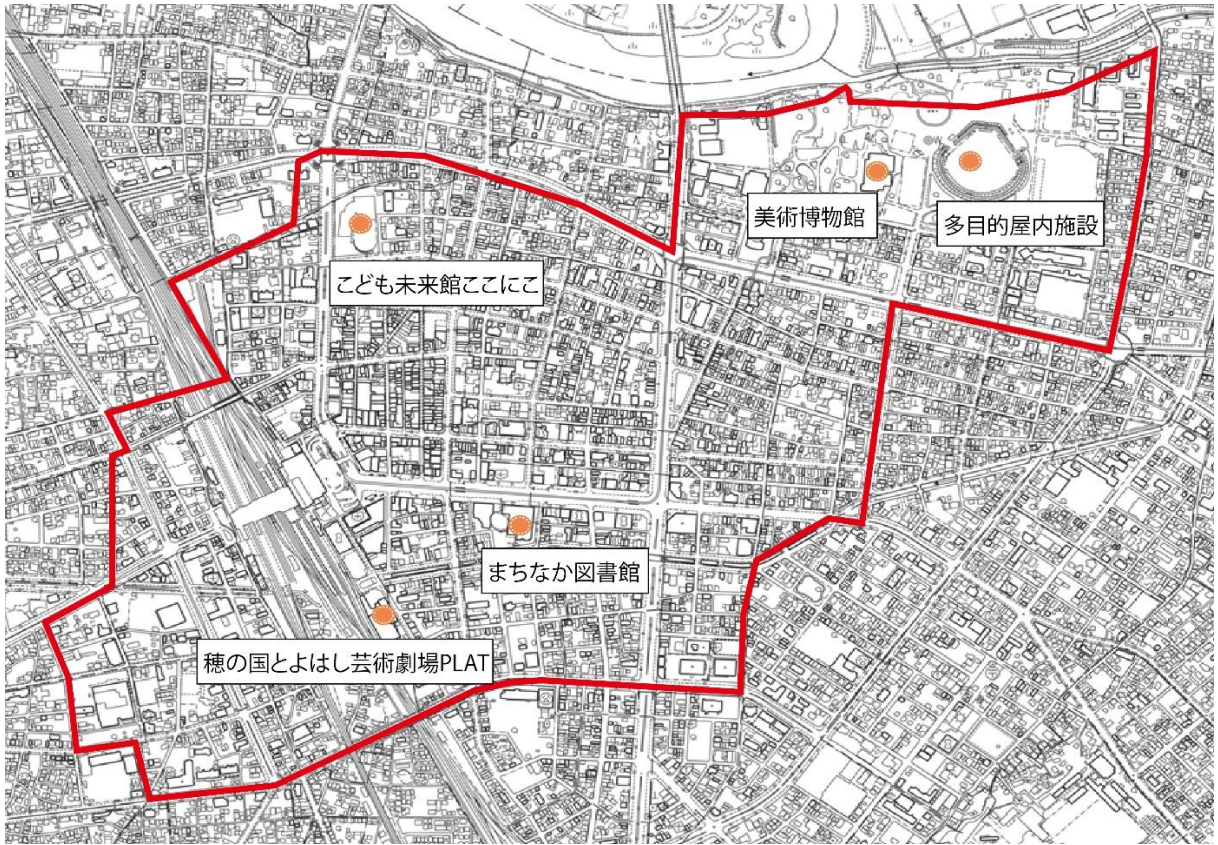 美術博物館
多目的屋内施設
こども未来館ここにこ
まちなか図書館
穂の国とよはし芸術劇場PLAT